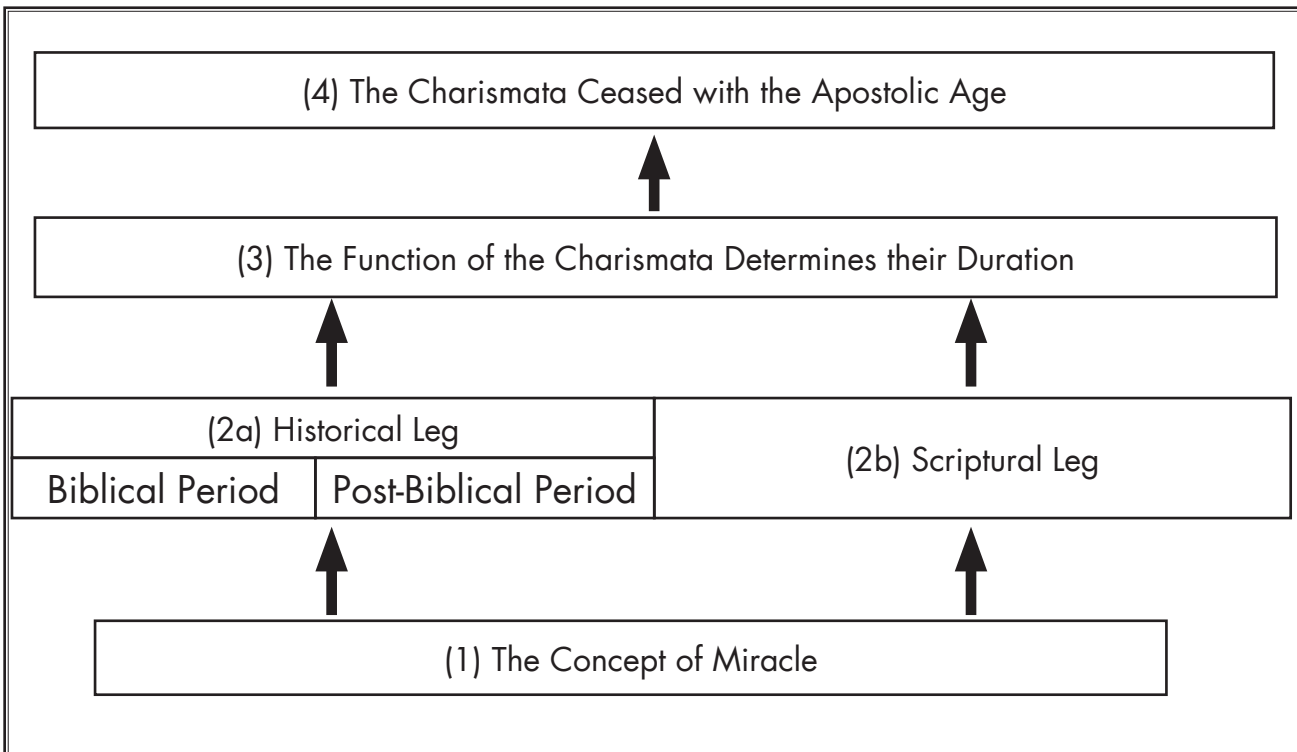 (4) The Charismata Ceased with the Apostolic Age
(3) The Function of the Charismata Determines their Duration
(2a) Historical Leg
Biblical Period
Post-Biblical Period
(2b) Scriptural Leg
(1) The Concept of Miracle